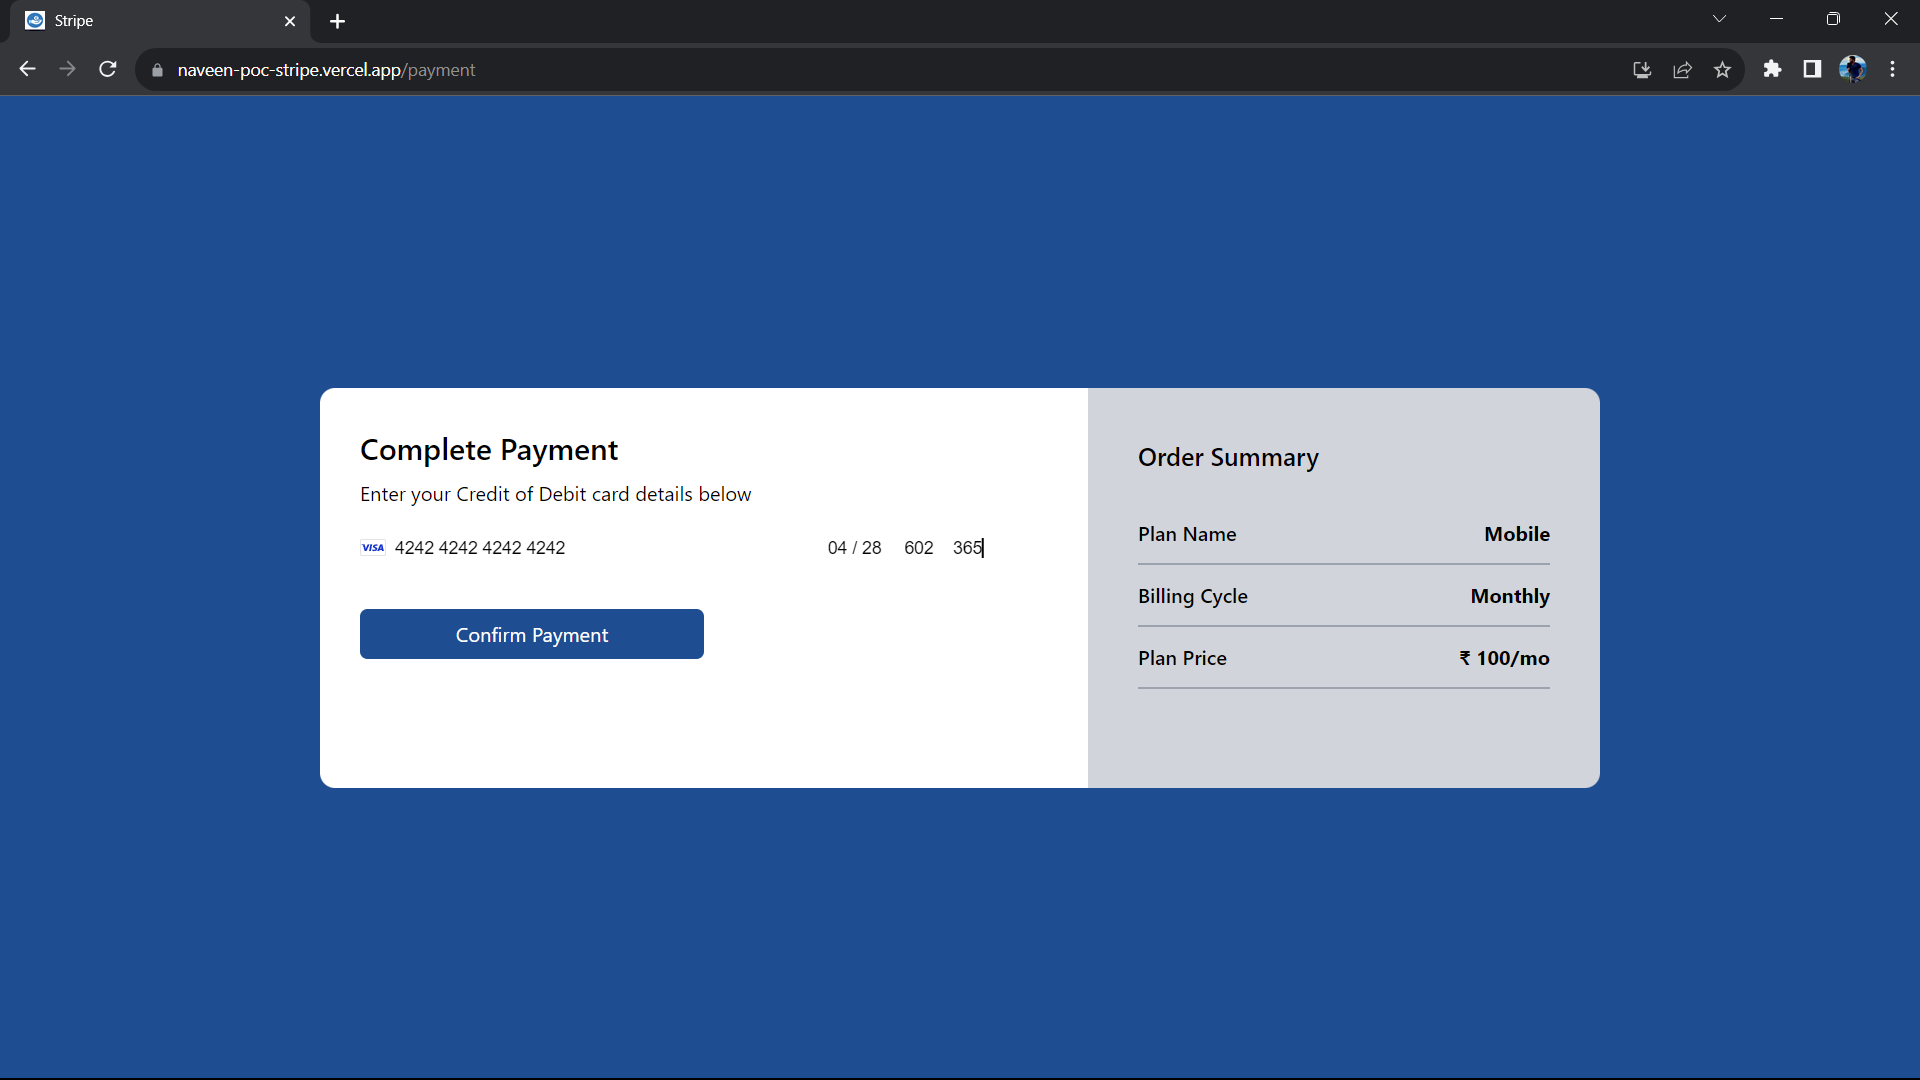 Stripe
naveen-poc-stripe.vercel.app/payment
Complete Payment
Enter your Credit of Debit card details below
VISA 4242 4242 4242 4242 04 / 28 602 365
Confirm Payment
Order Summary
Plan Name Mobile
Billing Cycle Monthly
Plan Price ₹ 100/mo